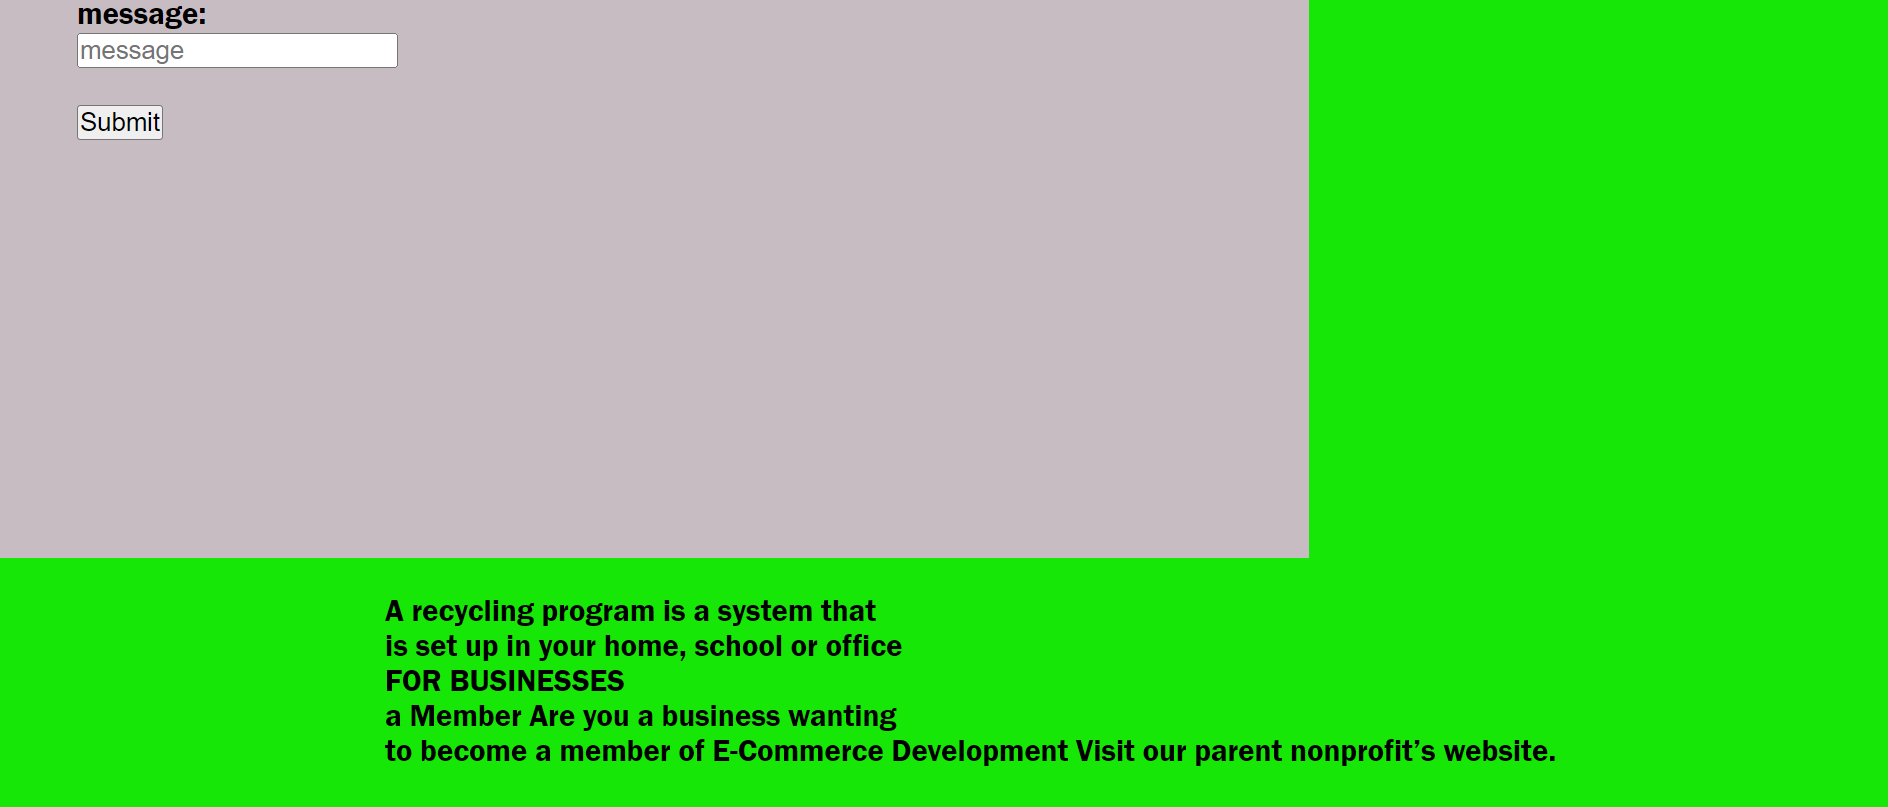 message:
message
Submit
A recycling program is a system that
is set up in your home, school or office
FOR BUSINESSES
a Member Are you a business wanting
to become a member of E-Commerce Development Visit our parent nonprofit’s website.